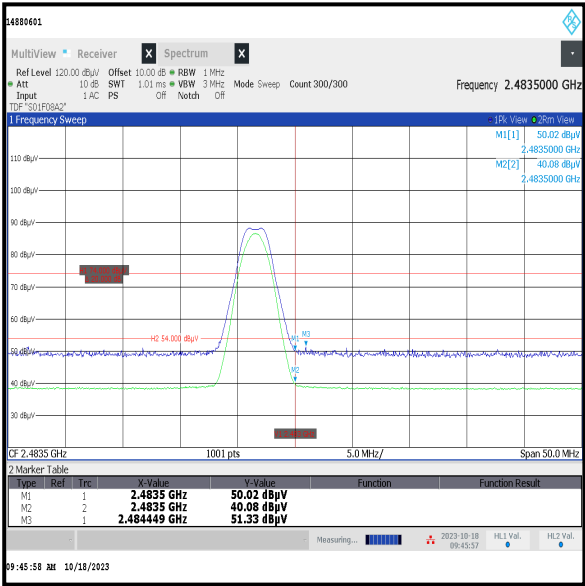 14880601
MultiView Receiver X Spectrum X
Ref Level 120.00 dBµV Offset 10.00 dB RBW 1 MHz
Att 10 dB SWT 1.01 ms VBW 3 MHz Mode Sweep Count 300/300 Frequency 2.4835000 GHz
Input 1 AC PS Off Notch Off
TDF "S01F08A2"
1 Frequency Sweep 1Pk View 2Rm View
M1[1] 50.02 dBµV
2.4835000 GHz
M2[2] 40.08 dBµV
2.4835000 GHz
110 dBµV
100 dBµV
90 dBµV
80 dBµV
70 dBµV
60 dBµV
H2 54.000 dBµV
M1
M3
50 dBµV
M2
40 dBµV
30 dBµV
CF 2.4835 GHz 1001 pts 5.0 MHz/ Span 50.0 MHz
2 Marker Table
Type Ref Trc X-Value Y-Value Function Function Result
M1 1 2.4835 GHz 50.02 dBµV
M2 2 2.4835 GHz 40.08 dBµV
M3 1 2.484449 GHz 51.33 dBµV
Measuring... 2023-10-18 HL1 Val. HL2 Val.
09:45:57
09:45:58 AM 10/18/2023